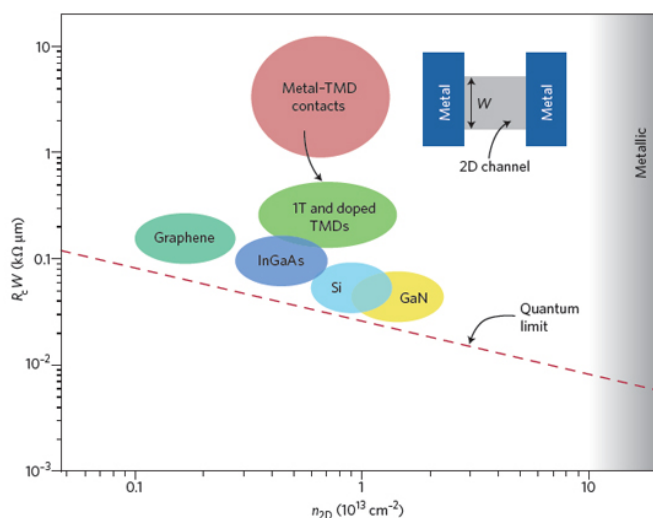 10
1
0.1
10⁻²
10⁻³
R_cW (kΩ μm)
0.1
1
10
n₂D (10¹³ cm⁻²)
Metal–TMD
contacts
1T and doped
TMDs
Graphene
InGaAs
Si
GaN
Quantum
limit
Metal
W
Metal
2D channel
Metallic